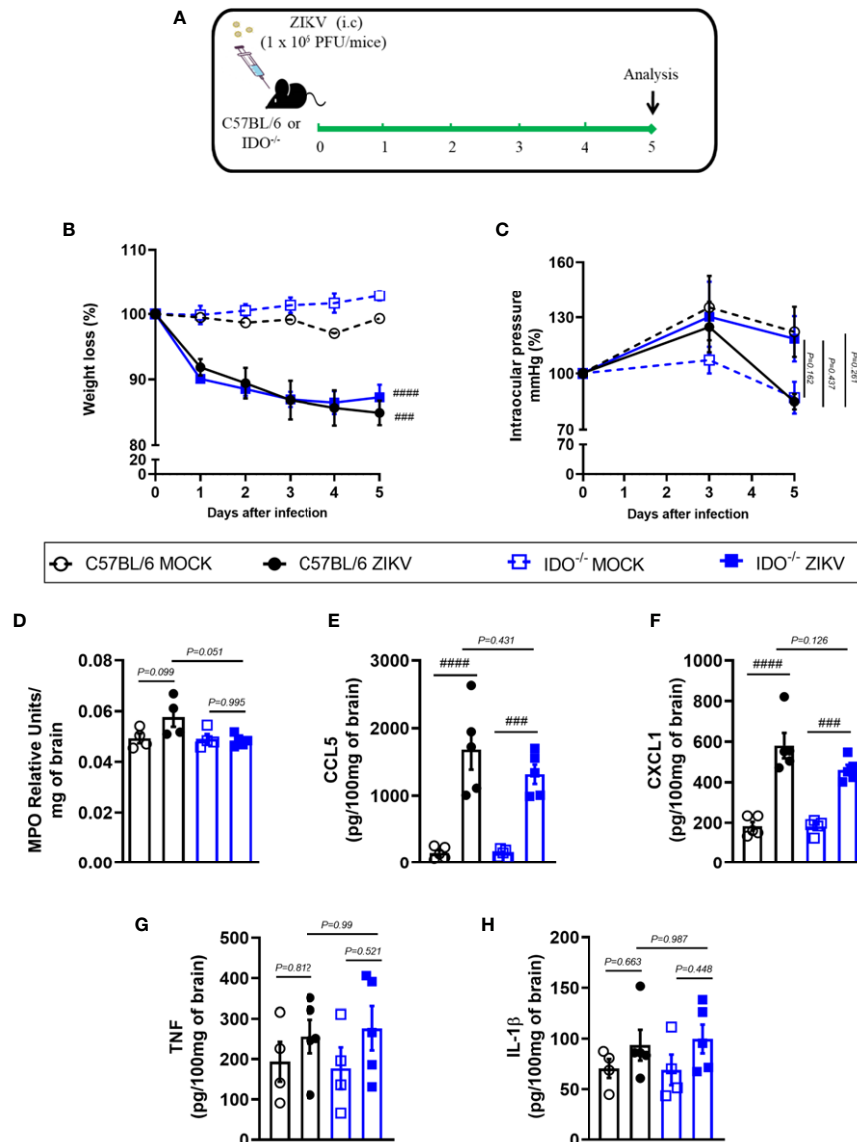 A
ZIKV (i.c)
(1 x 10⁵ PFU/mice)
Analysis
C57BL/6 or
IDO⁻/⁻
0 1 2 3 4 5
B
110
100
90
80
20
0
Weight loss (%)
####
###
0 1 2 3 4 5
Days after infection
C
160
130
100
70
70
0
Intraocular pressure
mmHg (%)
P=0.162
P=0.437
P=0.261
0 1 2 3 4 5
Days after infection
C57BL/6 MOCK C57BL/6 ZIKV IDO⁻/⁻ MOCK IDO⁻/⁻ ZIKV
D
P=0.051
P=0.099
P=0.995
0.08
0.06
0.04
0.02
0.00
MPO Relative Units/
mg of brain
E
P=0.431
####
###
3000
2000
1000
0
CCL5
(pg/100mg of brain)
F
P=0.126
####
###
1000
800
600
400
200
0
CXCL1
(pg/100mg of brain)
G
P=0.99
P=0.812
P=0.521
500
400
300
200
100
0
TNF
(pg/100mg of brain)
H
P=0.987
P=0.663
P=0.448
200
150
100
50
0
IL-1β
(pg/100mg of brain)